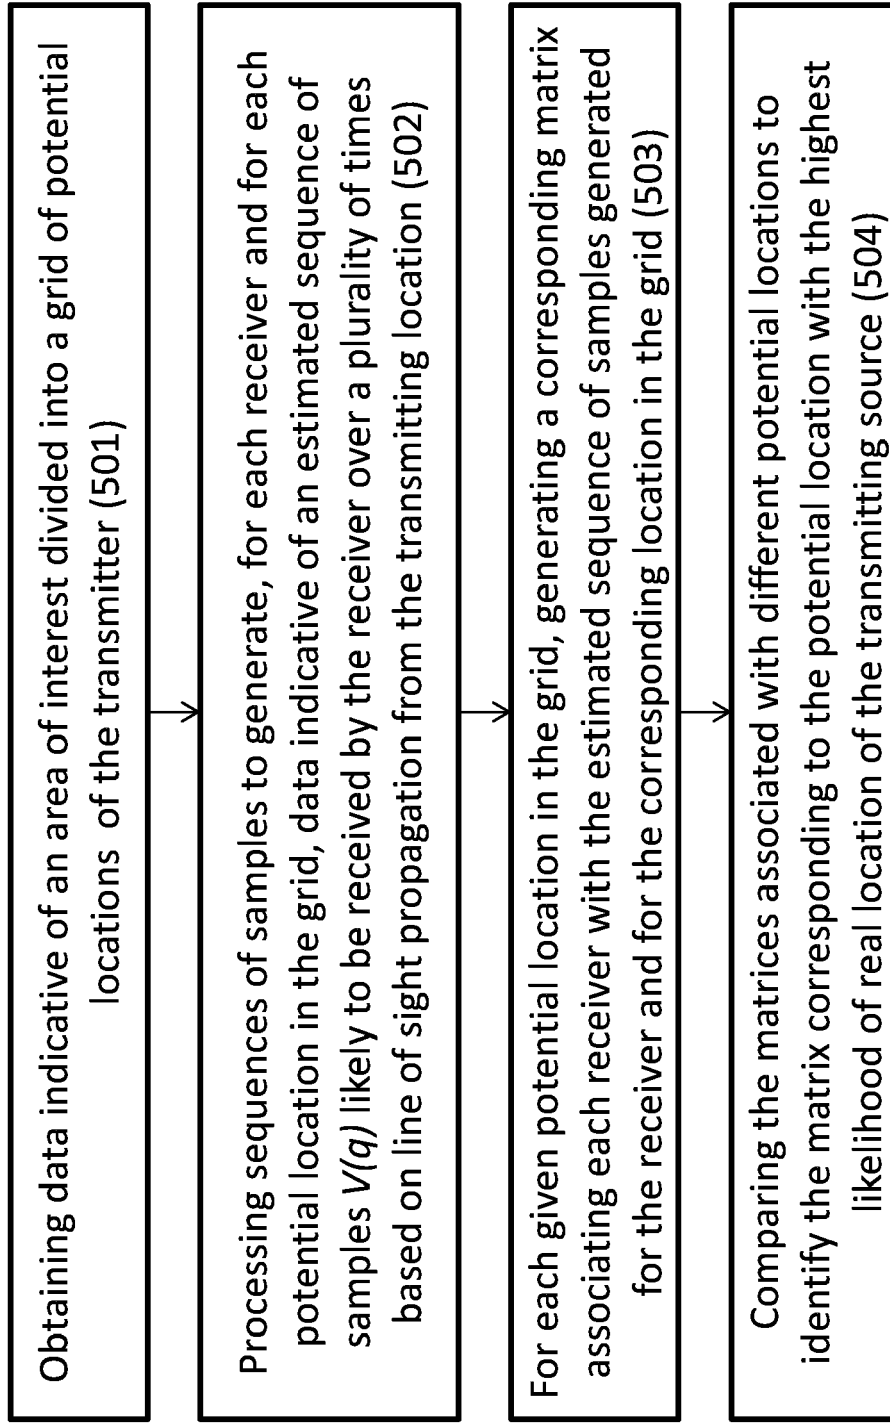 Obtaining data indicative of an area of interest divided into a grid of potential
locations of the transmitter (501)
Processing sequences of samples to generate, for each receiver and for each
potential location in the grid, data indicative of an estimated sequence of
samples V(q) likely to be received by the receiver over a plurality of times
based on line of sight propagation from the transmitting location (502)
For each given potential location in the grid, generating a corresponding matrix
associating each receiver with the estimated sequence of samples generated
for the receiver and for the corresponding location in the grid (503)
Comparing the matrices associated with different potential locations to
identify the matrix corresponding to the potential location with the highest
likelihood of real location of the transmitting source (504)